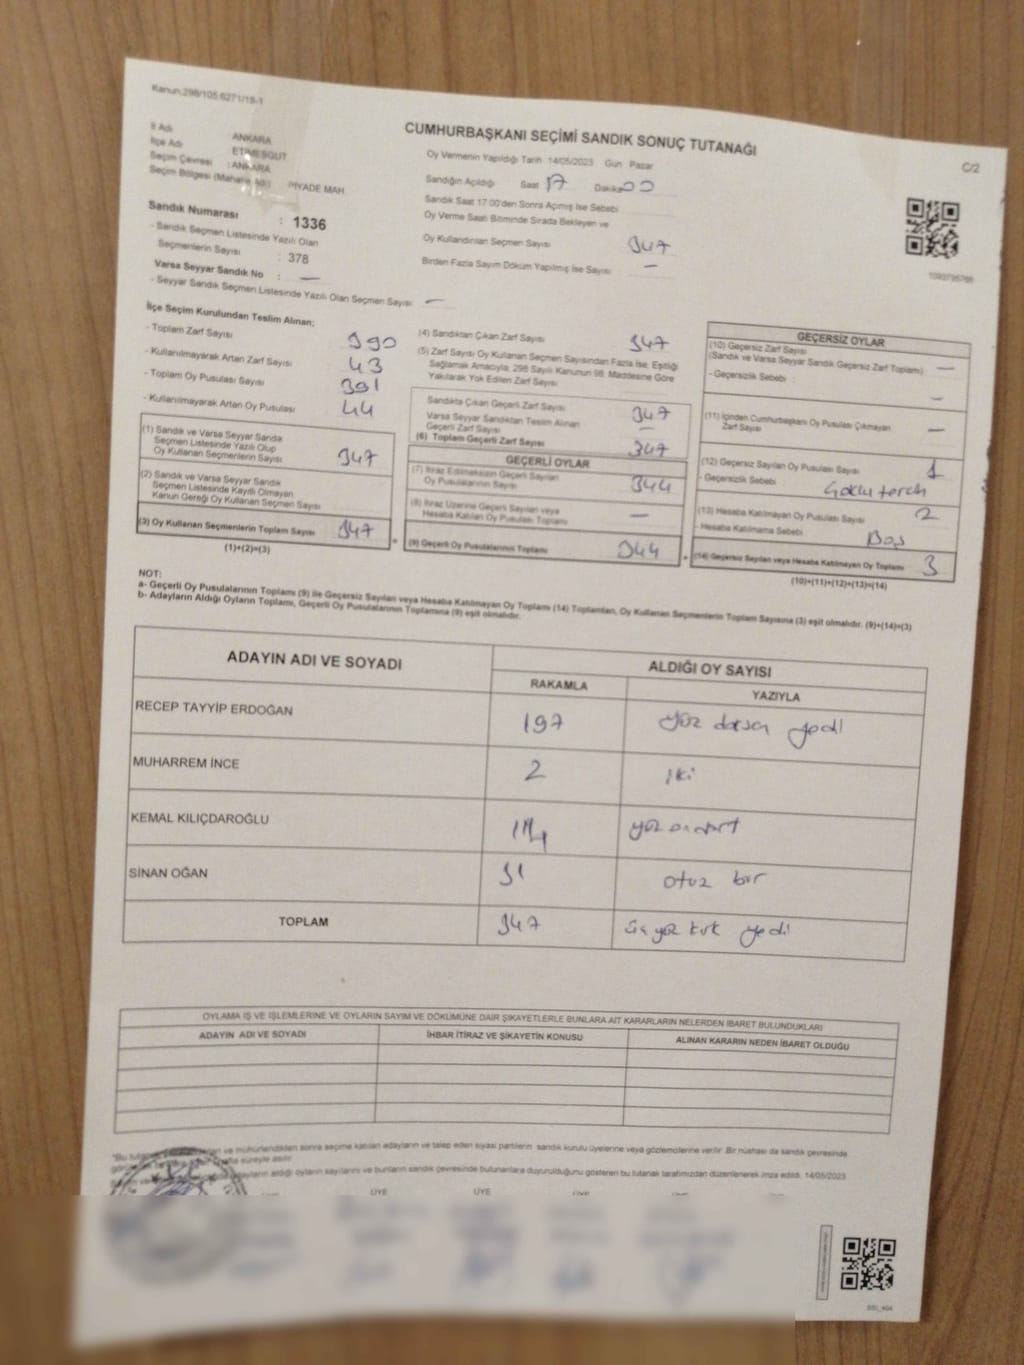 Kanun:298/105.6271/18-1
CUMHURBAŞKANI SEÇİMİ SANDIK SONUÇ TUTANAĞI
C/2
İl Adı : ANKARA
İlçe Adı : ETİMESGUT
Seçim Çevresi : ANKARA
Seçim Bölgesi (Mahalle Adı) : PİYADE MAH.
Oy Vermenin Yapıldığı Tarih 14/05/2023 Gün Pazar
Sandığın Açıldığı Saat 17 Dakika 00
Sandık Saat 17.00'den Sonra Açımış İse Sebebi
Oy Verme Saati Bitiminde Sırada Bekleyen ve
Oy Kullandırılan Seçmen Sayısı 347
Birden Fazla Sayım Döküm Yapılmış İse Sayısı —
1093795766
Sandık Numarası : 1336
- Sandık Seçmen Listesinde Yazılı Olan
Seçmenlerin Sayısı : 378
Varsa Seyyar Sandık No : —
- Seyyar Sandık Seçmen Listesinde Yazılı Olan Seçmen Sayısı: —
İlçe Seçim Kurulundan Teslim Alınan;
- Toplam Zarf Sayısı 390
- Kullanılmayarak Artan Zarf Sayısı 43
- Toplam Oy Pusulası Sayısı 391
- Kullanılmayarak Artan Oy Pusulası 44
(1) Sandık ve Varsa Seyyar Sandık
Seçmen Listesinde Yazılı Olup
Oy Kullanan Seçmenlerin Sayısı 347
(2) Sandık ve Varsa Seyyar Sandık
Seçmen Listesinde Kayıtlı Olmayan
Kanun Gereği Oy Kullanan Seçmen Sayısı
(3) Oy Kullanan Seçmenlerin Toplam Sayısı 347
(1)+(2)=(3)
(4) Sandıktan Çıkan Zarf Sayısı 347
(5) Zarf Sayısı Oy Kullanan Seçmen Sayısından Fazla İse, Eşitliği
Sağlamak Amacıyla; 298 Sayılı Kanunun 98. Maddesine Göre
Yakılarak Yok Edilen Zarf Sayısı
Sandıkta Çıkan Geçerli Zarf Sayısı 347
Varsa Seyyar Sandıktan Teslim Alınan
Geçerli Zarf Sayısı —
(6) Toplam Geçerli Zarf Sayısı 347
GEÇERLİ OYLAR
(7) İtiraz Edilmeksizin Geçerli Sayılan
Oy Pusulalarının Sayısı 344
(8) İtiraz Üzerine Geçerli Sayılan veya
Hesaba Katılan Oy Pusulası Toplamı —
(9) Geçerli Oy Pusulalarının Toplamı 344
GEÇERSİZ OYLAR
(10) Geçersiz Zarf Sayısı
(Sandık ve Varsa Seyyar Sandık Geçersiz Zarf Toplamı) —
- Geçersizlik Sebebi : —
(11) İçinden Cumhurbaşkanı Oy Pusulası Çıkmayan
Zarf Sayısı —
(12) Geçersiz Sayılan Oy Pusulası Sayısı 1
- Geçersizlik Sebebi Çoklu tercih
(13) Hesaba Katılmayan Oy Pusulası Sayısı 2
- Hesaba Katılmama Sebebi Boş
(14) Geçersiz Sayılan veya Hesaba Katılmayan Oy Toplamı 3
(10)+(11)+(12)+(13)=(14)
NOT:
a- Geçerli Oy Pusulalarının Toplamı (9) ile Geçersiz Sayılan veya Hesaba Katılmayan Oy Toplamı (14) Toplamları, Oy Kullanan Seçmenlerin Toplam Sayısına (3) eşit olmalıdır. (9)+(14)=(3)
b- Adayların Aldığı Oyların Toplamı, Geçerli Oy Pusulalarının Toplamına (9) eşit olmalıdır.
ADAYIN ADI VE SOYADI
ALDIĞI OY SAYISI
RAKAMLA YAZIYLA
RECEP TAYYİP ERDOĞAN 197 yüz doksan yedi
MUHARREM İNCE 2 iki
KEMAL KILIÇDAROĞLU 114 yüz on dört
SİNAN OĞAN 31 otuz bir
TOPLAM 347 üç yüz kırk yedi
OYLAMA İŞ VE İŞLEMLERİNE VE OYLARIN SAYIM VE DÖKÜMÜNE DAİR ŞİKAYETLERLE BUNLARA AİT KARARLARIN NELERDEN İBARET BULUNDUKLARI
ADAYIN ADI VE SOYADI İHBAR İTİRAZ VE ŞİKAYETİN KONUSU ALINAN KARARIN NEDEN İBARET OLDUĞU
ve mühürlendikten sonra seçime katılan adayların ve talep eden siyasi partilerin sandık kurulu üyelerine veya gözlemcilerine verilir. Bir nüshası da sandık çevresinde
süreyle asılır.
aldığı oyların sayılarını ve bunların sandık çevresinde bulunanlara duyurulduğunu gösteren bu tutanak tarafımızdan düzenlenerek imza edildi. 14/05/2023
ÜYE ÜYE